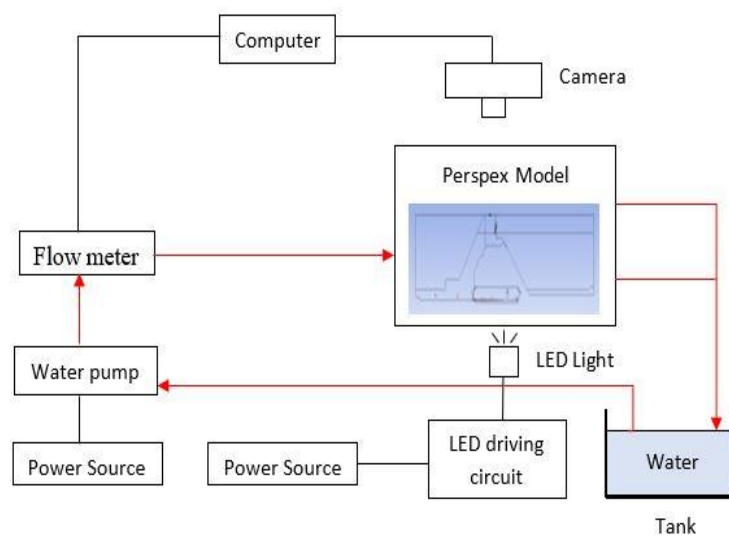 Computer
Camera
Perspex Model
Flow meter
LED Light
Water pump
Power Source
Power Source
LED driving
circuit
Water
Tank